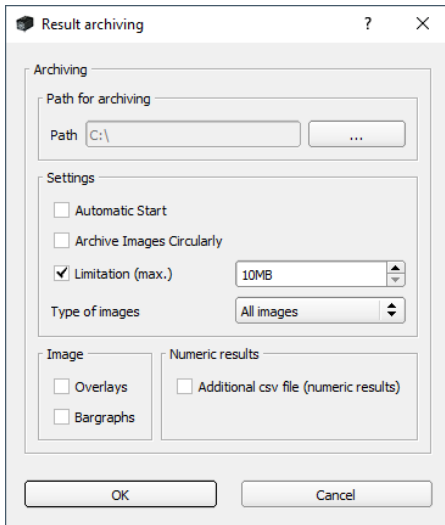 Result archiving
?
Archiving
Path for archiving
Path C:\ ...
Settings
Automatic Start
Archive Images Circularly
Limitation (max.) 10MB
Type of images All images
Image
Overlays
Bargraphs
Numeric results
Additional csv file (numeric results)
OK
Cancel